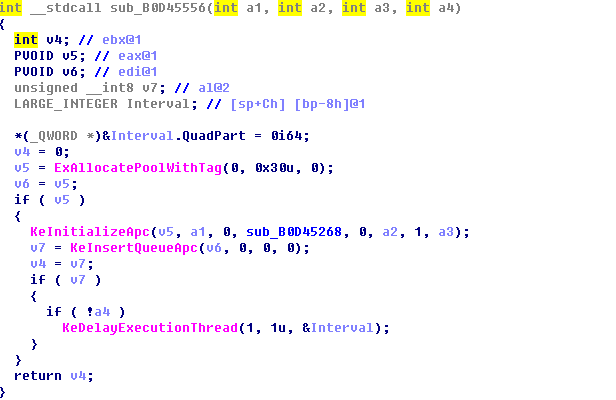 int __stdcall sub_B0D45556(int a1, int a2, int a3, int a4)
{
int v4; // ebx@1
PVOID v5; // eax@1
PVOID v6; // edi@1
unsigned __int8 v7; // al@2
LARGE_INTEGER Interval; // [sp+Ch] [bp-8h]@1
*(_QWORD *)&Interval.QuadPart = 0i64;
v4 = 0;
v5 = ExAllocatePoolWithTag(0, 0x30u, 0);
v6 = v5;
if ( v5 )
{
KeInitializeApc(v5, a1, 0, sub_B0D45268, 0, a2, 1, a3);
v7 = KeInsertQueueApc(v6, 0, 0, 0);
v4 = v7;
if ( v7 )
{
if ( !a4 )
KeDelayExecutionThread(1, 1u, &Interval);
}
}
return v4;
}